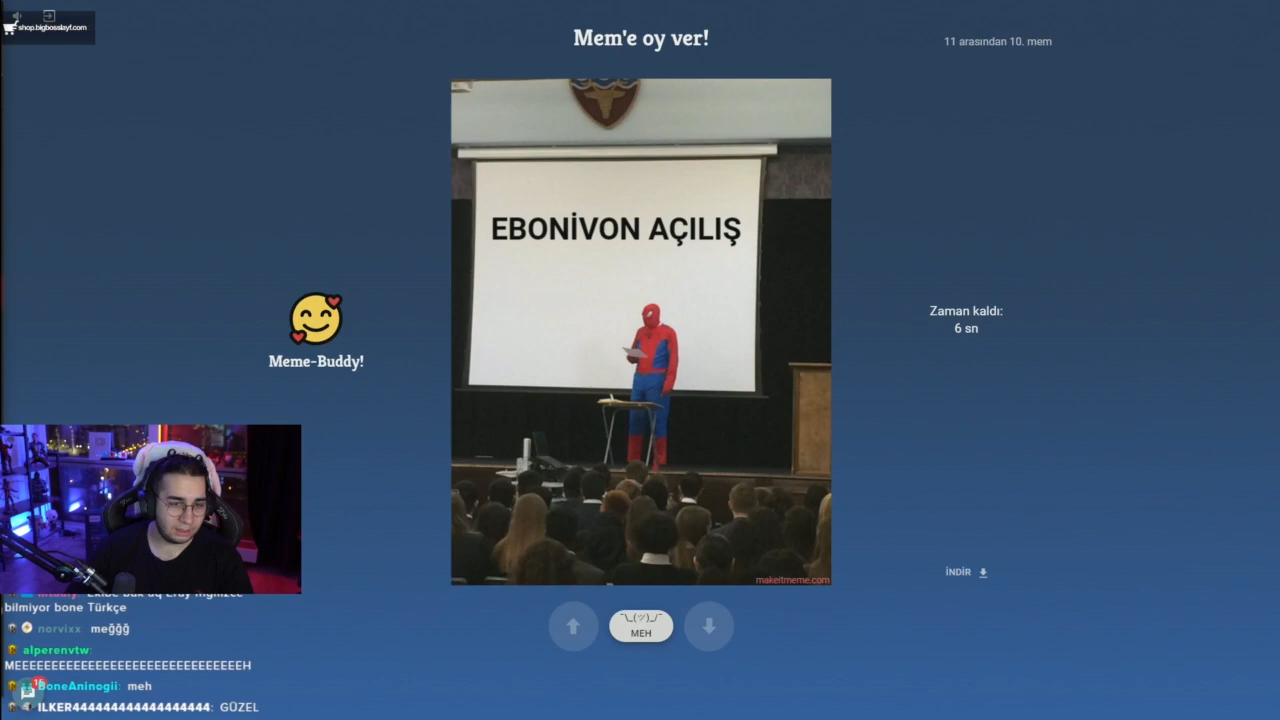 shop.bigbosslayf.com
Mem'e oy ver!
11 arasından 10. mem
EBONİVON AÇILIŞ
Zaman kaldı:
6 sn
Meme-Buddy!
makeitmeme.com
İNDİR
¯\_(ツ)_/¯
MEH
bilmiyor bone Türkçe
norvixx meğğğ
alperenvtw:
MEEEEEEEEEEEEEEEEEEEEEEEEEEEEEEEH
BoneAninogii: meh
ILKER444444444444444444: GÜZEL